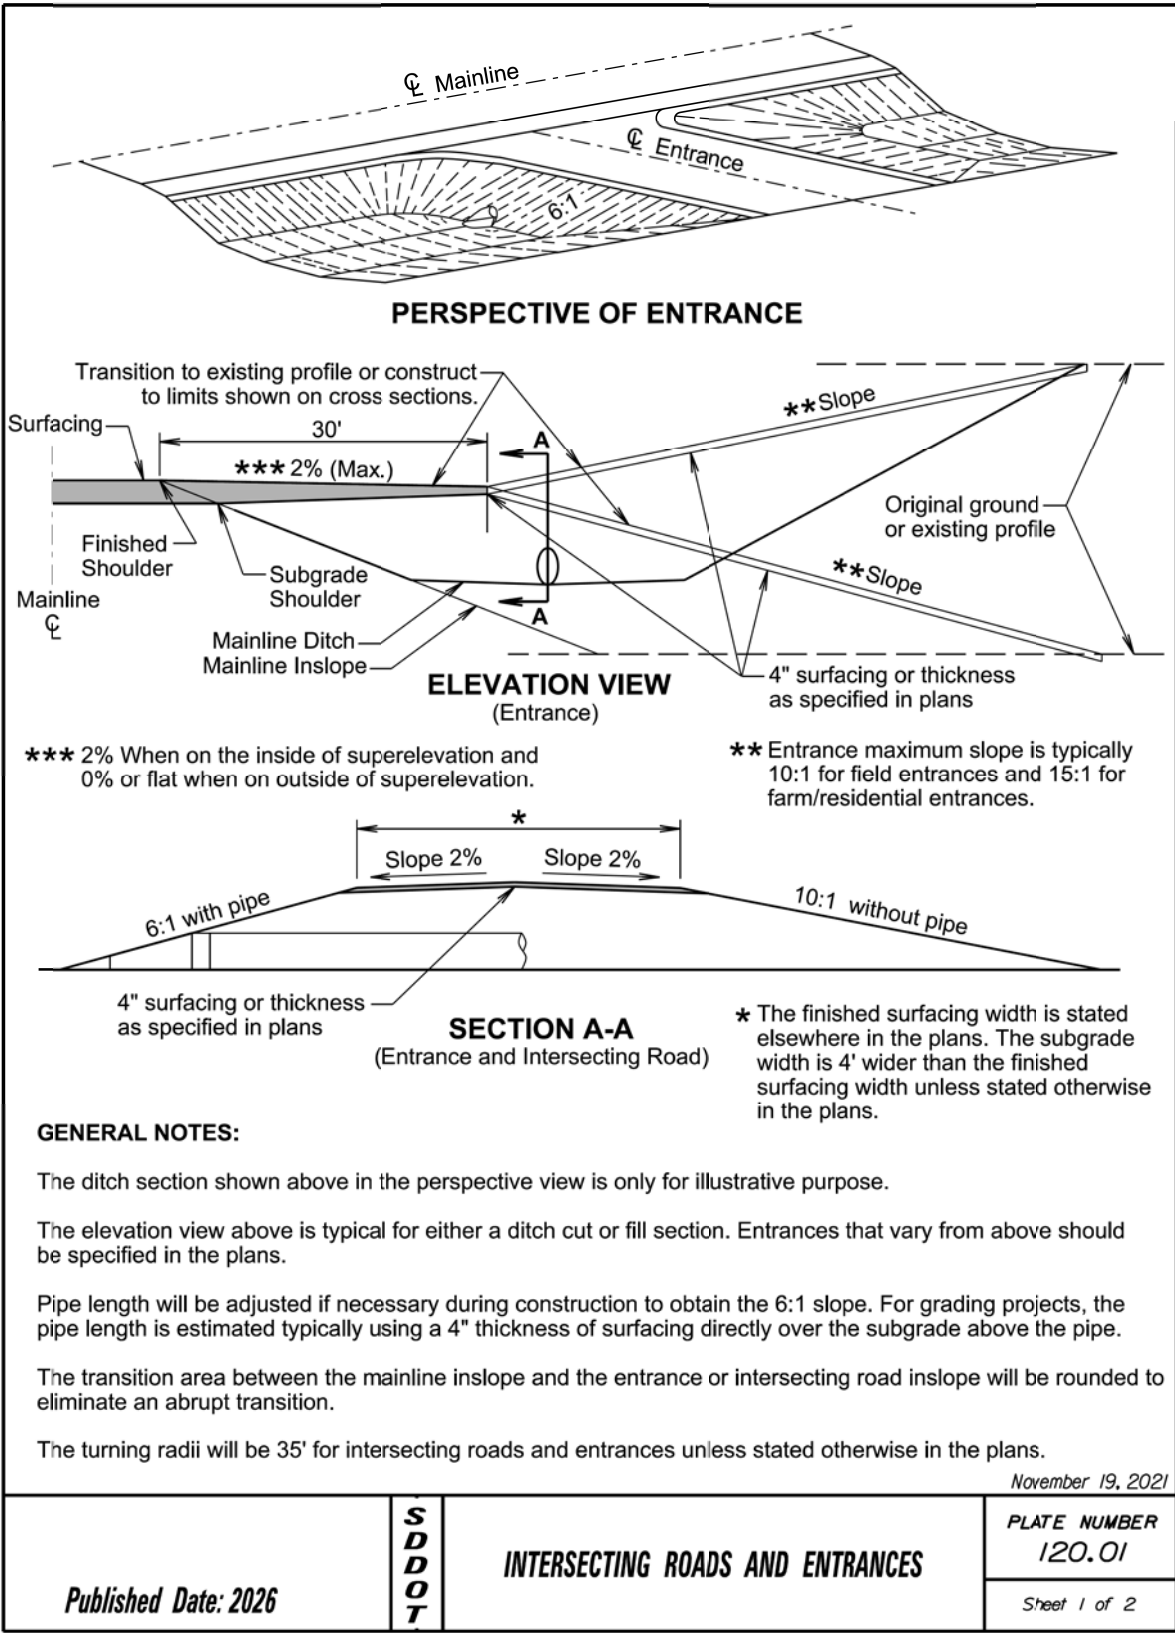 ℄ Mainline
℄ Entrance
6:1
PERSPECTIVE OF ENTRANCE
Transition to existing profile or construct
to limits shown on cross sections.
Surfacing
30'
A
**Slope
***2% (Max.)
Original ground
or existing profile
Finished
Shoulder
Subgrade
Shoulder
**Slope
Mainline
℄
A
Mainline Ditch
Mainline Inslope
4" surfacing or thickness
as specified in plans
ELEVATION VIEW
(Entrance)
*** 2% When on the inside of superelevation and
0% or flat when on outside of superelevation.
** Entrance maximum slope is typically
10:1 for field entrances and 15:1 for
farm/residential entrances.
*
Slope 2%
Slope 2%
6:1 with pipe
10:1 without pipe
4" surfacing or thickness
as specified in plans
SECTION A-A
(Entrance and Intersecting Road)
* The finished surfacing width is stated
elsewhere in the plans. The subgrade
width is 4' wider than the finished
surfacing width unless stated otherwise
in the plans.
GENERAL NOTES:
The ditch section shown above in the perspective view is only for illustrative purpose.
The elevation view above is typical for either a ditch cut or fill section. Entrances that vary from above should
be specified in the plans.
Pipe length will be adjusted if necessary during construction to obtain the 6:1 slope. For grading projects, the
pipe length is estimated typically using a 4" thickness of surfacing directly over the subgrade above the pipe.
The transition area between the mainline inslope and the entrance or intersecting road inslope will be rounded to
eliminate an abrupt transition.
The turning radii will be 35' for intersecting roads and entrances unless stated otherwise in the plans.
November 19, 2021
Published Date: 2026
SDDOT
INTERSECTING ROADS AND ENTRANCES
PLATE NUMBER
120.01
Sheet 1 of 2